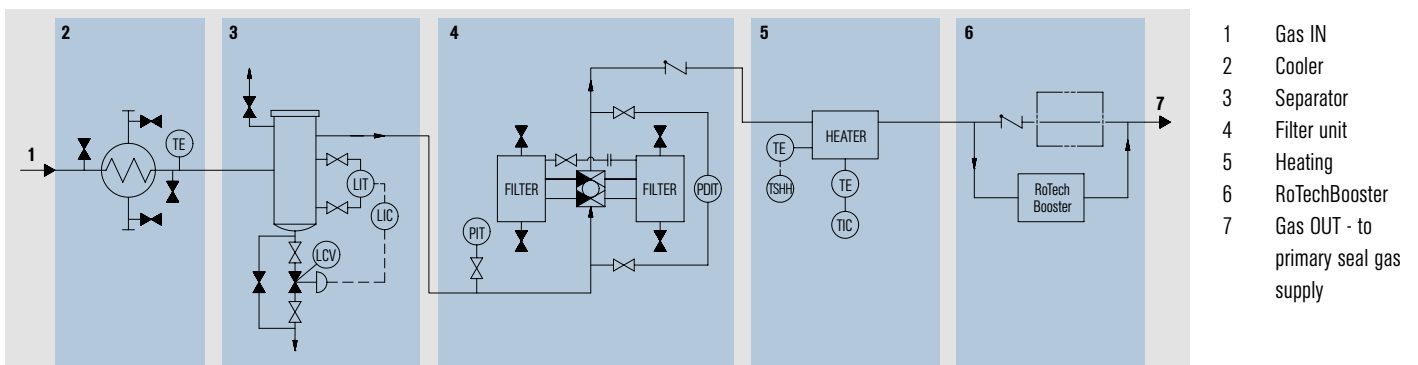 2
3
4
5
6
1
TE
LIT
LIC
LCV
PIT
FILTER
FILTER
PDIT
HEATER
TE
TSHH
TE
TIC
RoTech
Booster
7
1 Gas IN
2 Cooler
3 Separator
4 Filter unit
5 Heating
6 RoTechBooster
7 Gas OUT - to
primary seal gas
supply